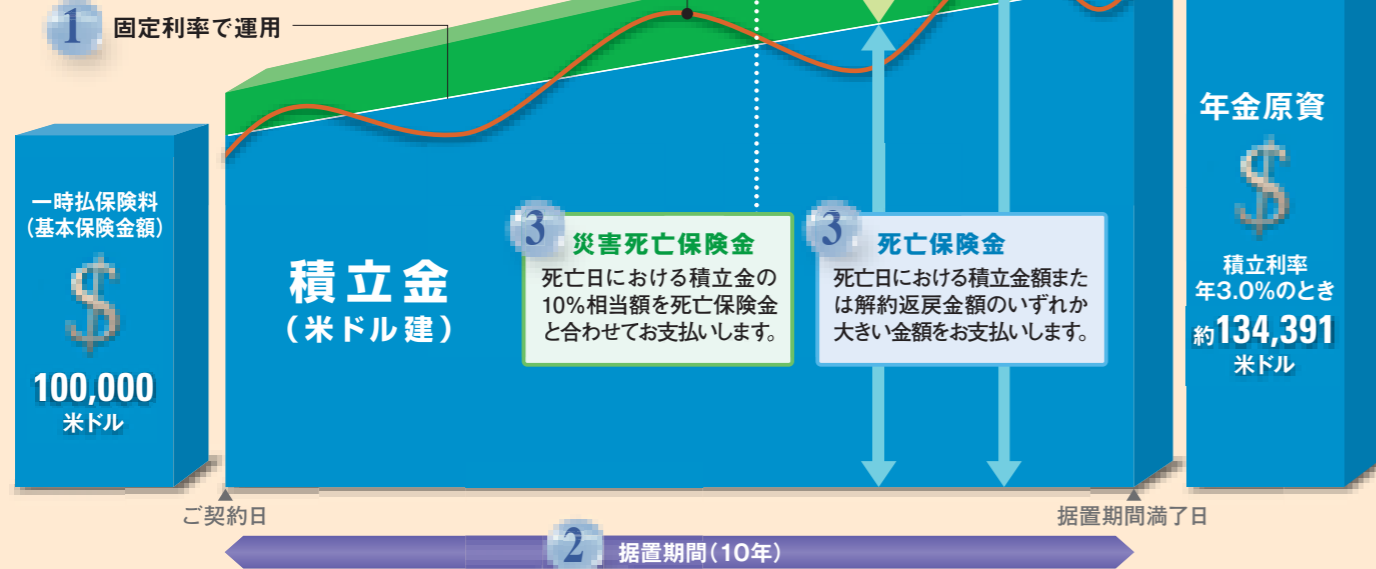 1 固定利率で運用
一時払保険料
(基本保険金額)
$
100,000
米ドル
積立金
(米ドル建)
3 災害死亡保険金
死亡日における積立金の
10%相当額を死亡保険金
と合わせてお支払いします。
3 死亡保険金
死亡日における積立金額また
は解約返戻金額のいずれか
大きい金額をお支払いします。
年金原資
$
積立利率
年3.0%のとき
約134,391
米ドル
ご契約日
据置期間満了日
2 据置期間(10年)